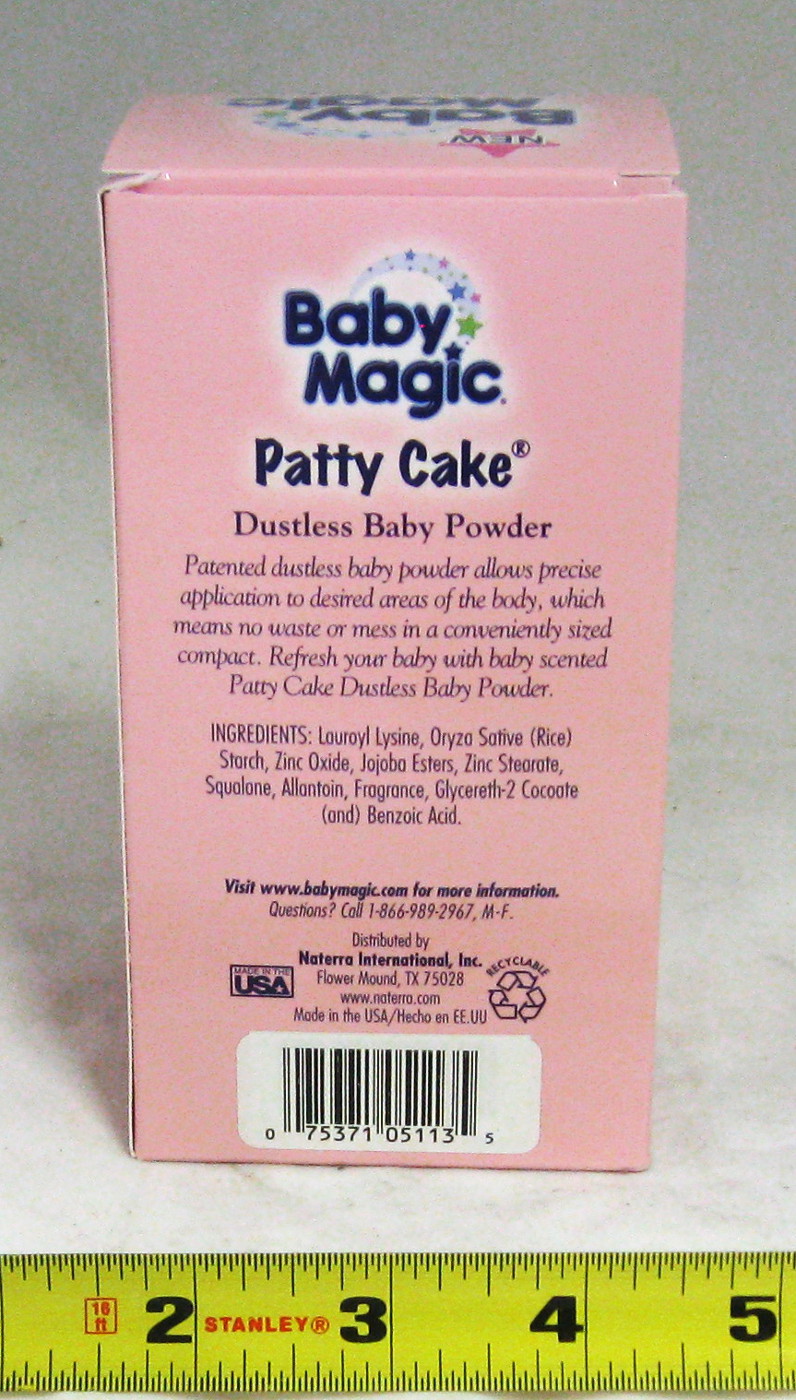 Baby
Magic
NEW
Baby
Magic
Patty Cake®
Dustless Baby Powder
Patented dustless baby powder allows precise
application to desired areas of the body, which
means no waste or mess in a conveniently sized
compact. Refresh your baby with baby scented
Patty Cake Dustless Baby Powder.
INGREDIENTS: Lauroyl Lysine, Oryza Sative (Rice)
Starch, Zinc Oxide, Jojoba Esters, Zinc Stearate,
Squalane, Allantoin, Fragrance, Glycereth-2 Cocoate
(and) Benzoic Acid.
Visit www.babymagic.com for more information.
Questions? Call 1-866-989-2967, M-F.
Distributed by
Naterra International, Inc.
Flower Mound, TX 75028
www.naterra.com
Made in the USA/Hecho en EE.UU
MADE IN THE
USA
RECYCLABLE
0 75371 05113 5
16
ft
2 STANLEY® 3 4 5